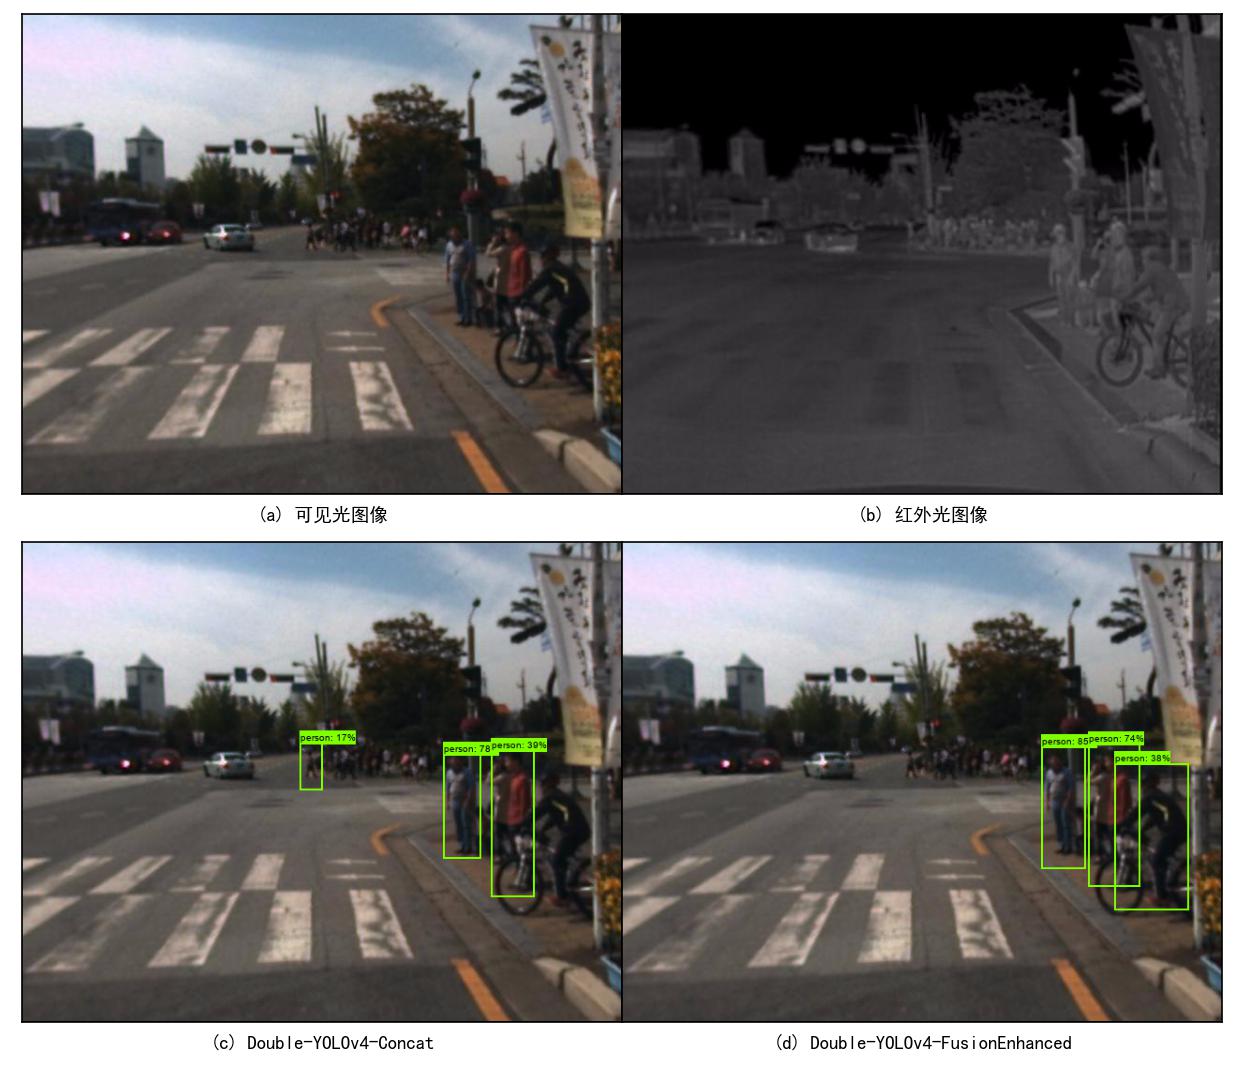 (a) 可见光图像
(b) 红外光图像
person: 17%
person: 78
person: 39%
person: 85
person: 74%
person: 38%
(c) Double-YOLOv4-Concat
(d) Double-YOLOv4-FusionEnhanced